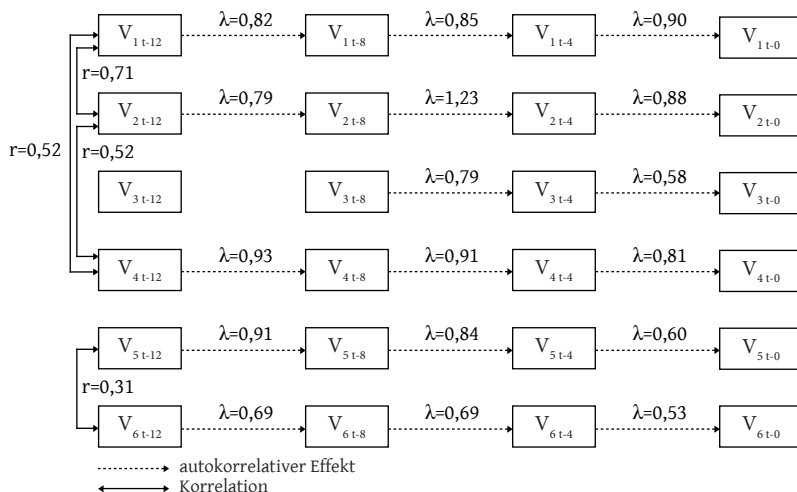 V1 t-12 λ=0,82 V1 t-8 λ=0,85 V1 t-4 λ=0,90 V1 t-0
r=0,71
V2 t-12 λ=0,79 V2 t-8 λ=1,23 V2 t-4 λ=0,88 V2 t-0
r=0,52 r=0,52
V3 t-12 V3 t-8 λ=0,79 V3 t-4 λ=0,58 V3 t-0
V4 t-12 λ=0,93 V4 t-8 λ=0,91 V4 t-4 λ=0,81 V4 t-0
V5 t-12 λ=0,91 V5 t-8 λ=0,84 V5 t-4 λ=0,60 V5 t-0
r=0,31
V6 t-12 λ=0,69 V6 t-8 λ=0,69 V6 t-4 λ=0,53 V6 t-0
autokorrelativer Effekt
Korrelation